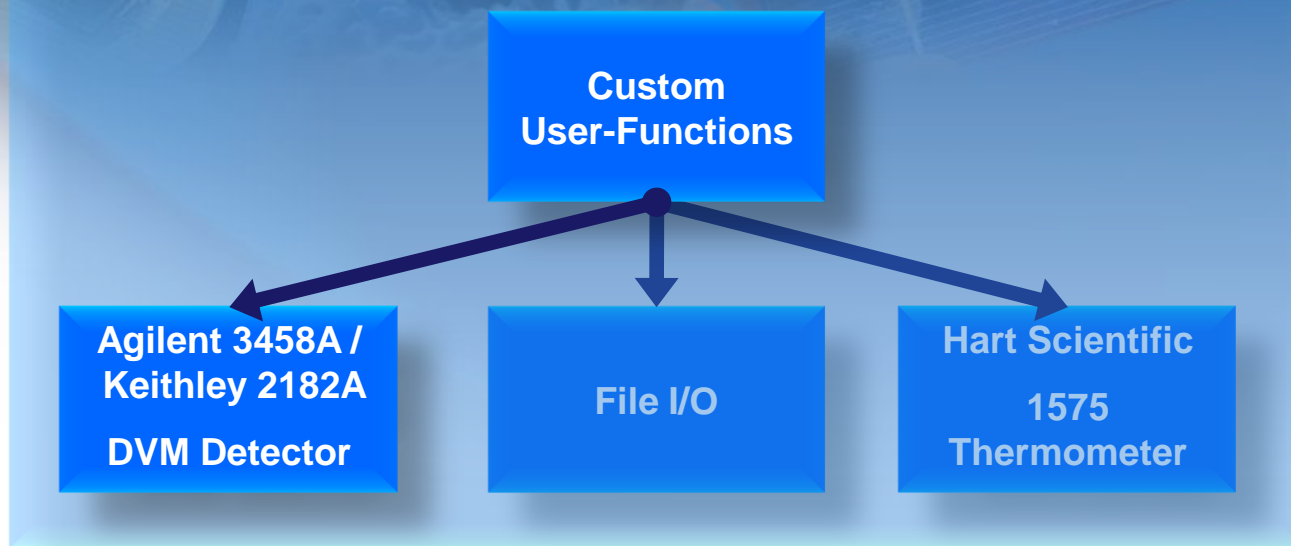 Custom
User-Functions
Agilent 3458A /
Keithley 2182A
DVM Detector
File I/O
Hart Scientific
1575
Thermometer